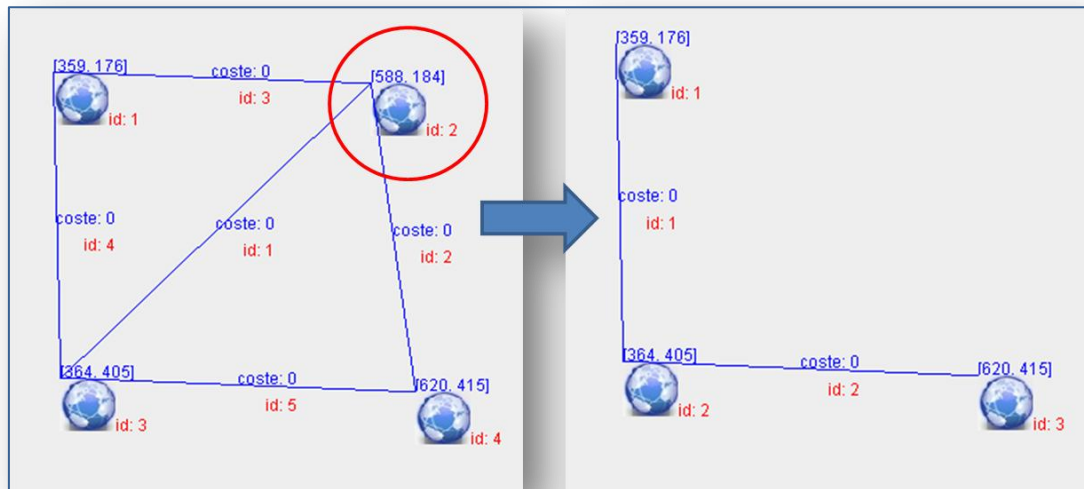 [359, 176]
coste: 0
id: 3
id: 1
[588, 184]
id: 2
coste: 0
id: 4
coste: 0
id: 1
coste: 0
id: 2
[364, 405]
id: 3
coste: 0
id: 5
[620, 415]
id: 4
[359, 176]
id: 1
coste: 0
id: 1
[364, 405]
id: 2
coste: 0
id: 2
[620, 415]
id: 3